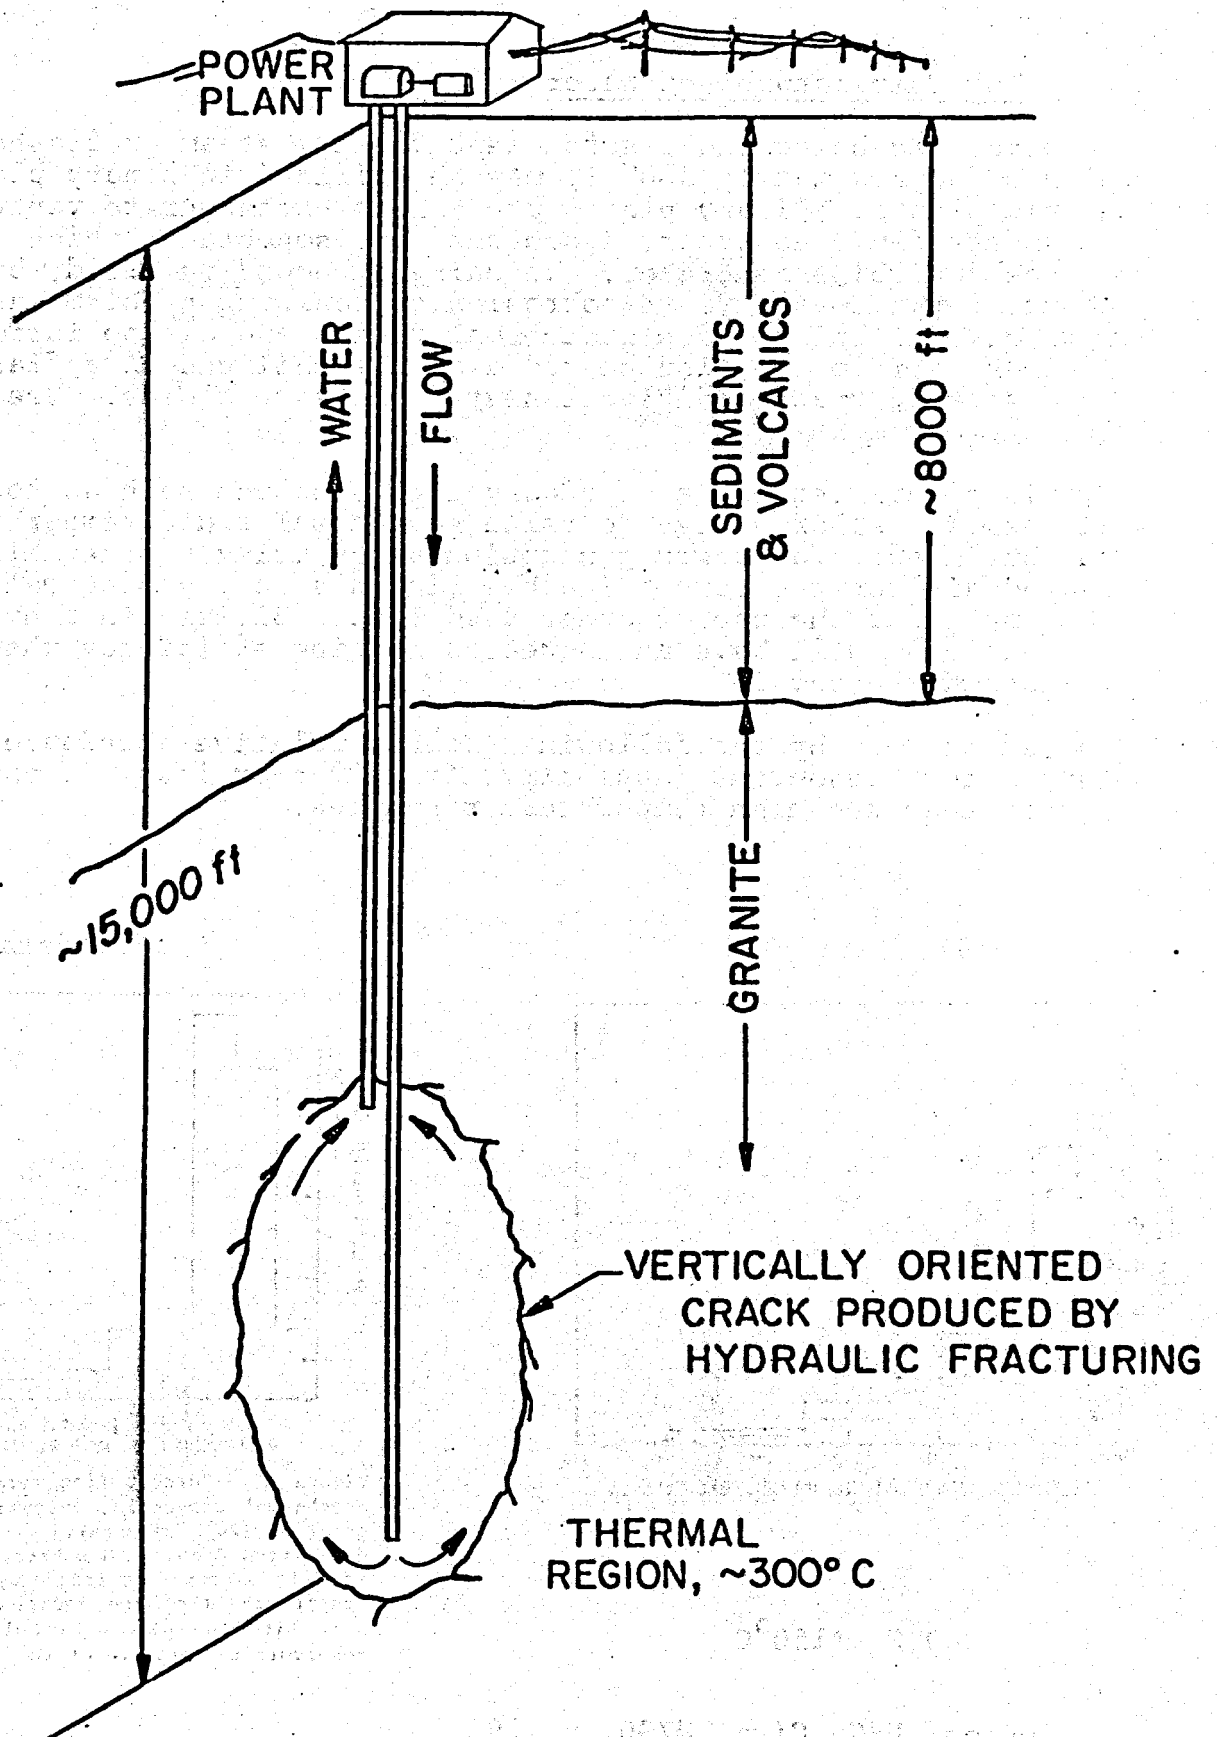 POWER
PLANT
WATER
FLOW
SEDIMENTS
& VOLCANICS
~8000 ft
~15,000 ft
GRANITE
VERTICALLY ORIENTED
CRACK PRODUCED BY
HYDRAULIC FRACTURING
THERMAL
REGION, ~300° C